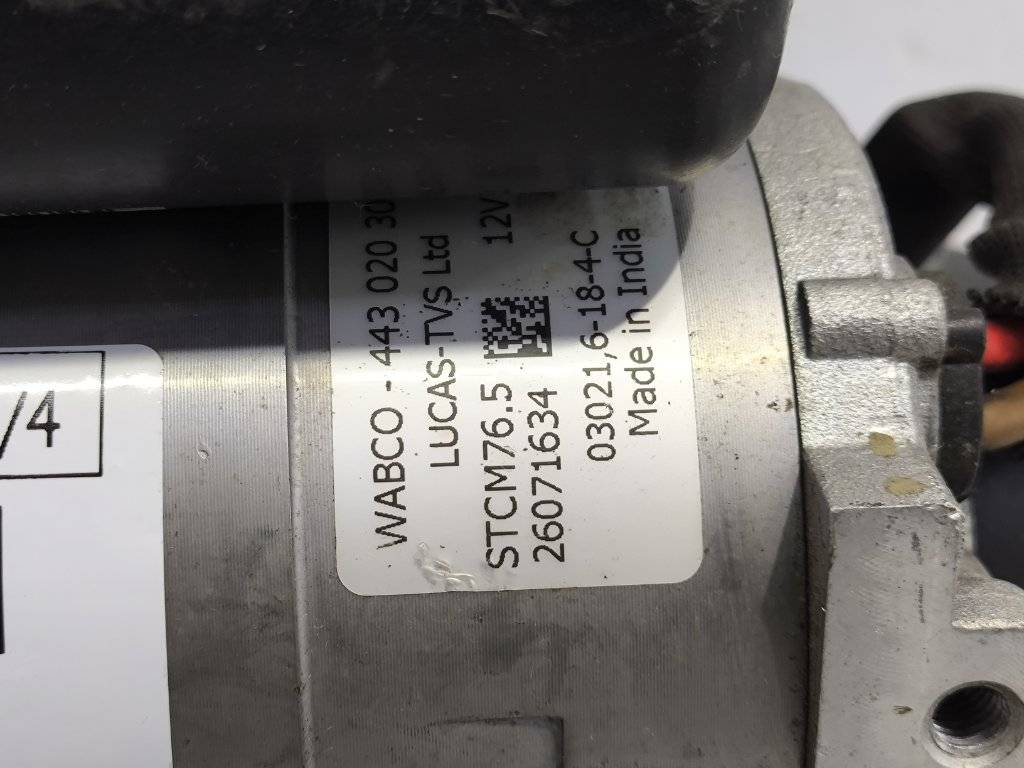 WABCO - 443 020 30
LUCAS-TVS Ltd
STCM76.5 12V
26071634
03021,6-18-4-C
Made in India
/4